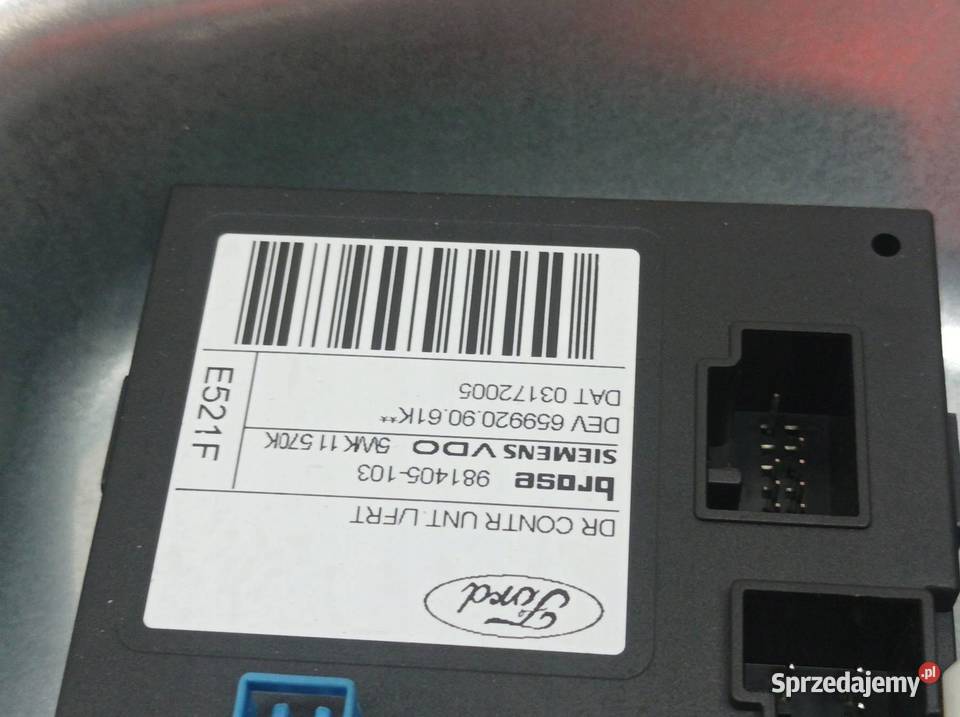 Ford
DR CONTR UNT. L/FRT
brose 981405-103
SIEMENS VDO 5WK 11 570K
DEV 659920.90.61K**
DAT 03172005
E521F
Sprzedajemy.pl